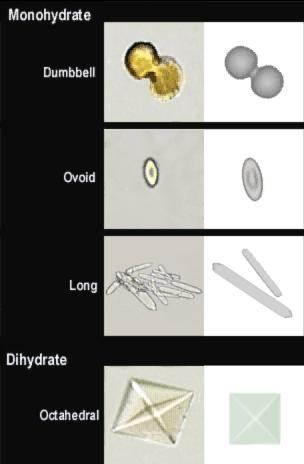 Monohydrate
Dumbbell
Ovoid
Long
Dihydrate
Octahedral